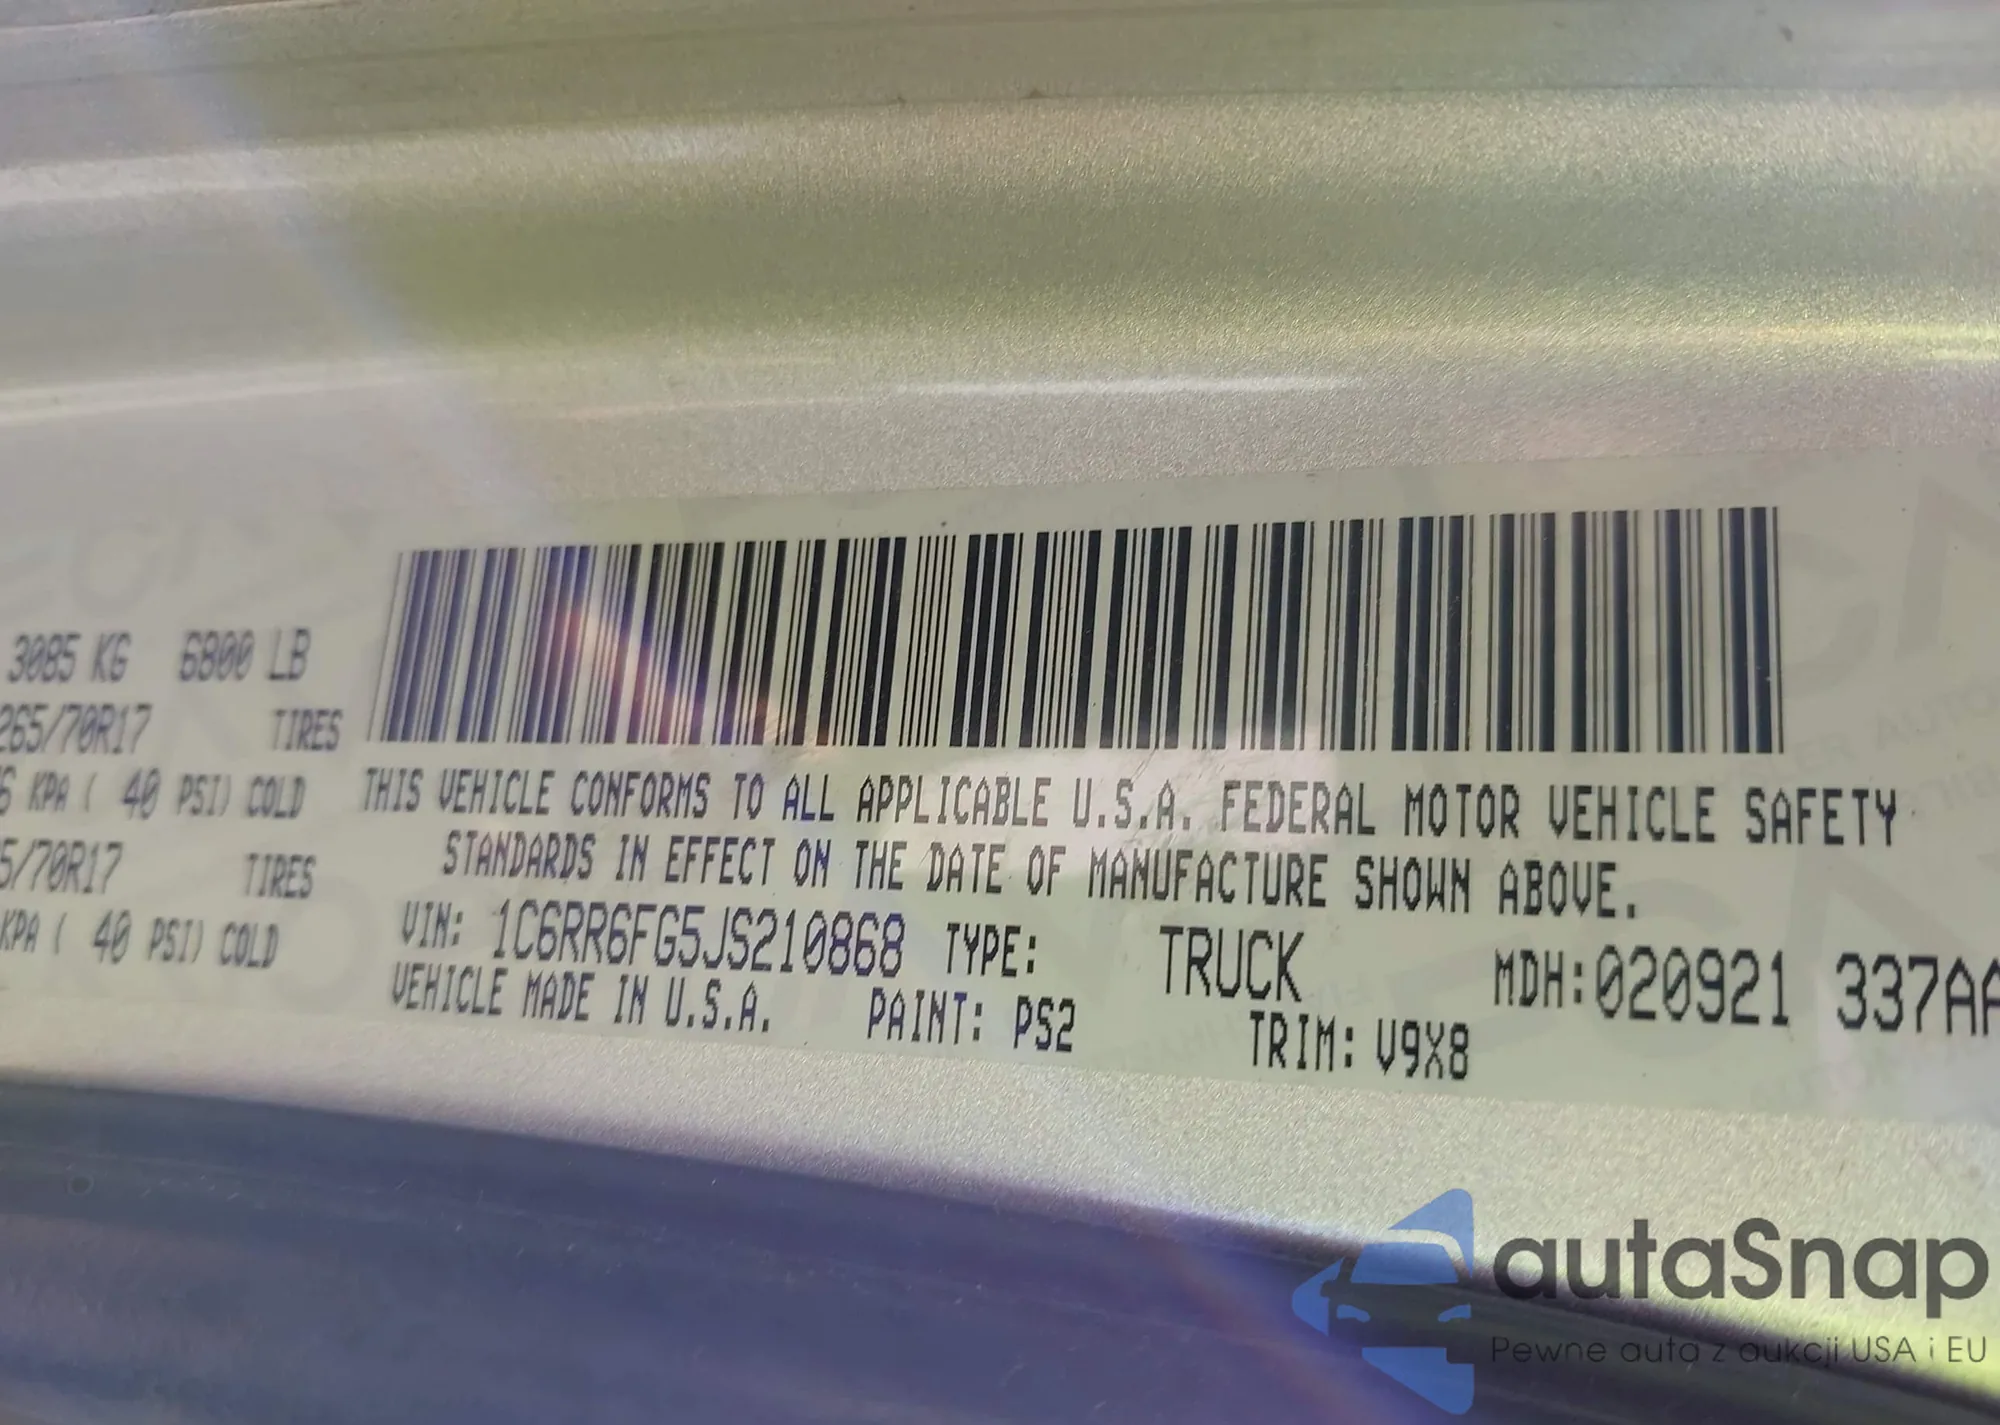 3085 KG 6800 LB
265/70R17 TIRES
KPA ( 40 PSI) COLD
5/70R17 TIRES
KPA ( 40 PSI) COLD
THIS VEHICLE CONFORMS TO ALL APPLICABLE U.S.A. FEDERAL MOTOR VEHICLE SAFETY
STANDARDS IN EFFECT ON THE DATE OF MANUFACTURE SHOWN ABOVE.
VIN: 1C6RR6FG5JS210868 TYPE: TRUCK MDH:020921 337AA
VEHICLE MADE IN U.S.A. PAINT: PS2 TRIM: V9X8
autaSnap
Pewne auta z aukcji USA i EU